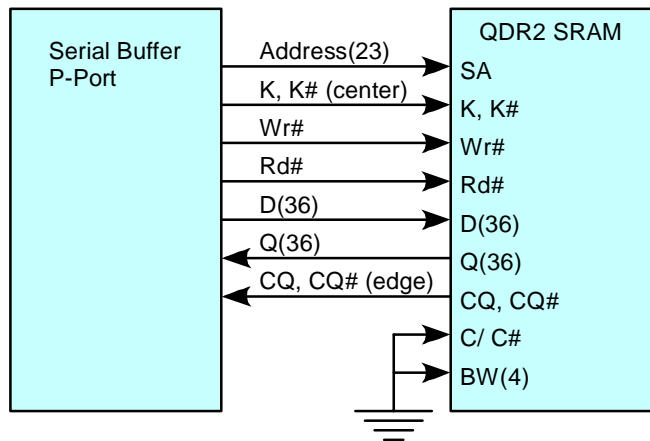 Serial Buffer
P-Port
Address(23)
K, K# (center)
Wr#
Rd#
D(36)
Q(36)
CQ, CQ# (edge)
QDR2 SRAM
SA
K, K#
Wr#
Rd#
D(36)
Q(36)
CQ, CQ#
C/ C#
BW(4)